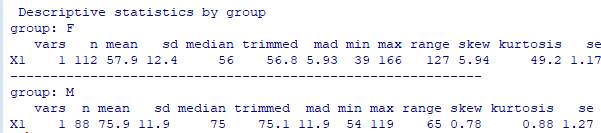 Descriptive statistics by group
group: F
vars n mean sd median trimmed mad min max range skew kurtosis se
X1 1 112 57.9 12.4 56 56.8 5.93 39 166 127 5.94 49.2 1.17
------------------------------------------------------------
group: M
vars n mean sd median trimmed mad min max range skew kurtosis se
X1 1 88 75.9 11.9 75 75.1 11.9 54 119 65 0.78 0.88 1.27